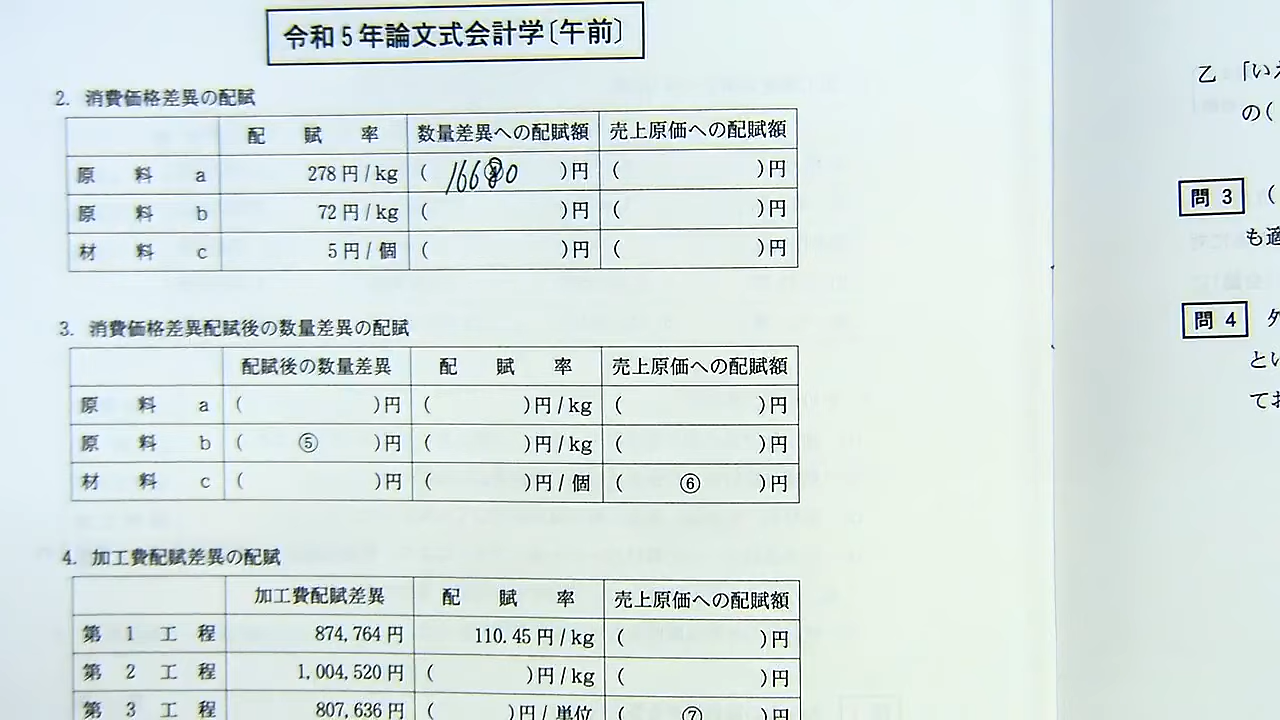 令和5年論文式会計学〔午前〕
2. 消費価格差異の配賦
配 賦 率 数量差異への配賦額 売上原価への配賦額
原 料 a 278円/kg ( 16680 )円 ( )円
原 料 b 72円/kg ( )円 ( )円
材 料 c 5円/個 ( )円 ( )円
3. 消費価格差異配賦後の数量差異の配賦
配賦後の数量差異 配 賦 率 売上原価への配賦額
原 料 a ( )円 ( )円/kg ( )円
原 料 b ( ⑤ )円 ( )円/kg ( )円
材 料 c ( )円 ( )円/個 ( ⑥ )円
4. 加工費配賦差異の配賦
加工費配賦差異 配 賦 率 売上原価への配賦額
第 1 工 程 874,764円 110.45円/kg ( )円
第 2 工 程 1,004,520円 ( )円/kg ( )円
第 3 工 程 807,636円 ( )円/単位 ( ⑦ )円
乙 「いえ
の(
問 3 (
も適
問 4 外
とい
てお